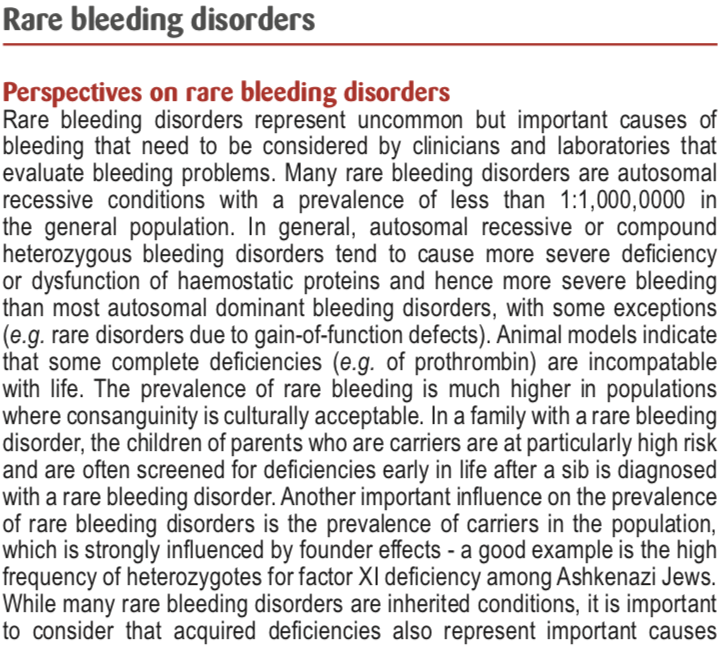 Rare bleeding disorders
Perspectives on rare bleeding disorders
Rare bleeding disorders represent uncommon but important causes of
bleeding that need to be considered by clinicians and laboratories that
evaluate bleeding problems. Many rare bleeding disorders are autosomal
recessive conditions with a prevalence of less than 1:1,000,0000 in
the general population. In general, autosomal recessive or compound
heterozygous bleeding disorders tend to cause more severe deficiency
or dysfunction of haemostatic proteins and hence more severe bleeding
than most autosomal dominant bleeding disorders, with some exceptions
(e.g. rare disorders due to gain-of-function defects). Animal models indicate
that some complete deficiencies (e.g. of prothrombin) are incompatable
with life. The prevalence of rare bleeding is much higher in populations
where consanguinity is culturally acceptable. In a family with a rare bleeding
disorder, the children of parents who are carriers are at particularly high risk
and are often screened for deficiencies early in life after a sib is diagnosed
with a rare bleeding disorder. Another important influence on the prevalence
of rare bleeding disorders is the prevalence of carriers in the population,
which is strongly influenced by founder effects - a good example is the high
frequency of heterozygotes for factor XI deficiency among Ashkenazi Jews.
While many rare bleeding disorders are inherited conditions, it is important
to consider that acquired deficiencies also represent important causes